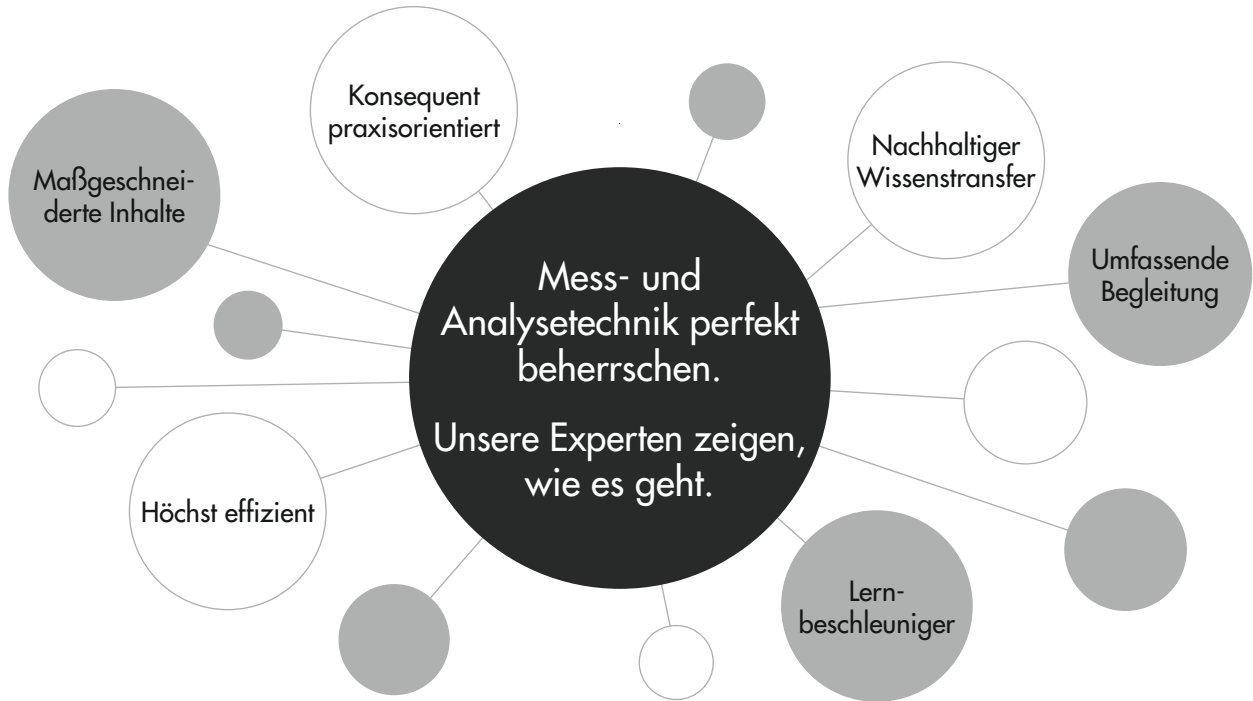 Konsequent
praxisorientiert
Nachhaltiger
Wissenstransfer
Maßgeschnei-
derte Inhalte
Umfassende
Begleitung
Mess- und
Analysetechnik perfekt
beherrschen.
Unsere Experten zeigen,
wie es geht.
Höchst effizient
Lern-
beschleuniger